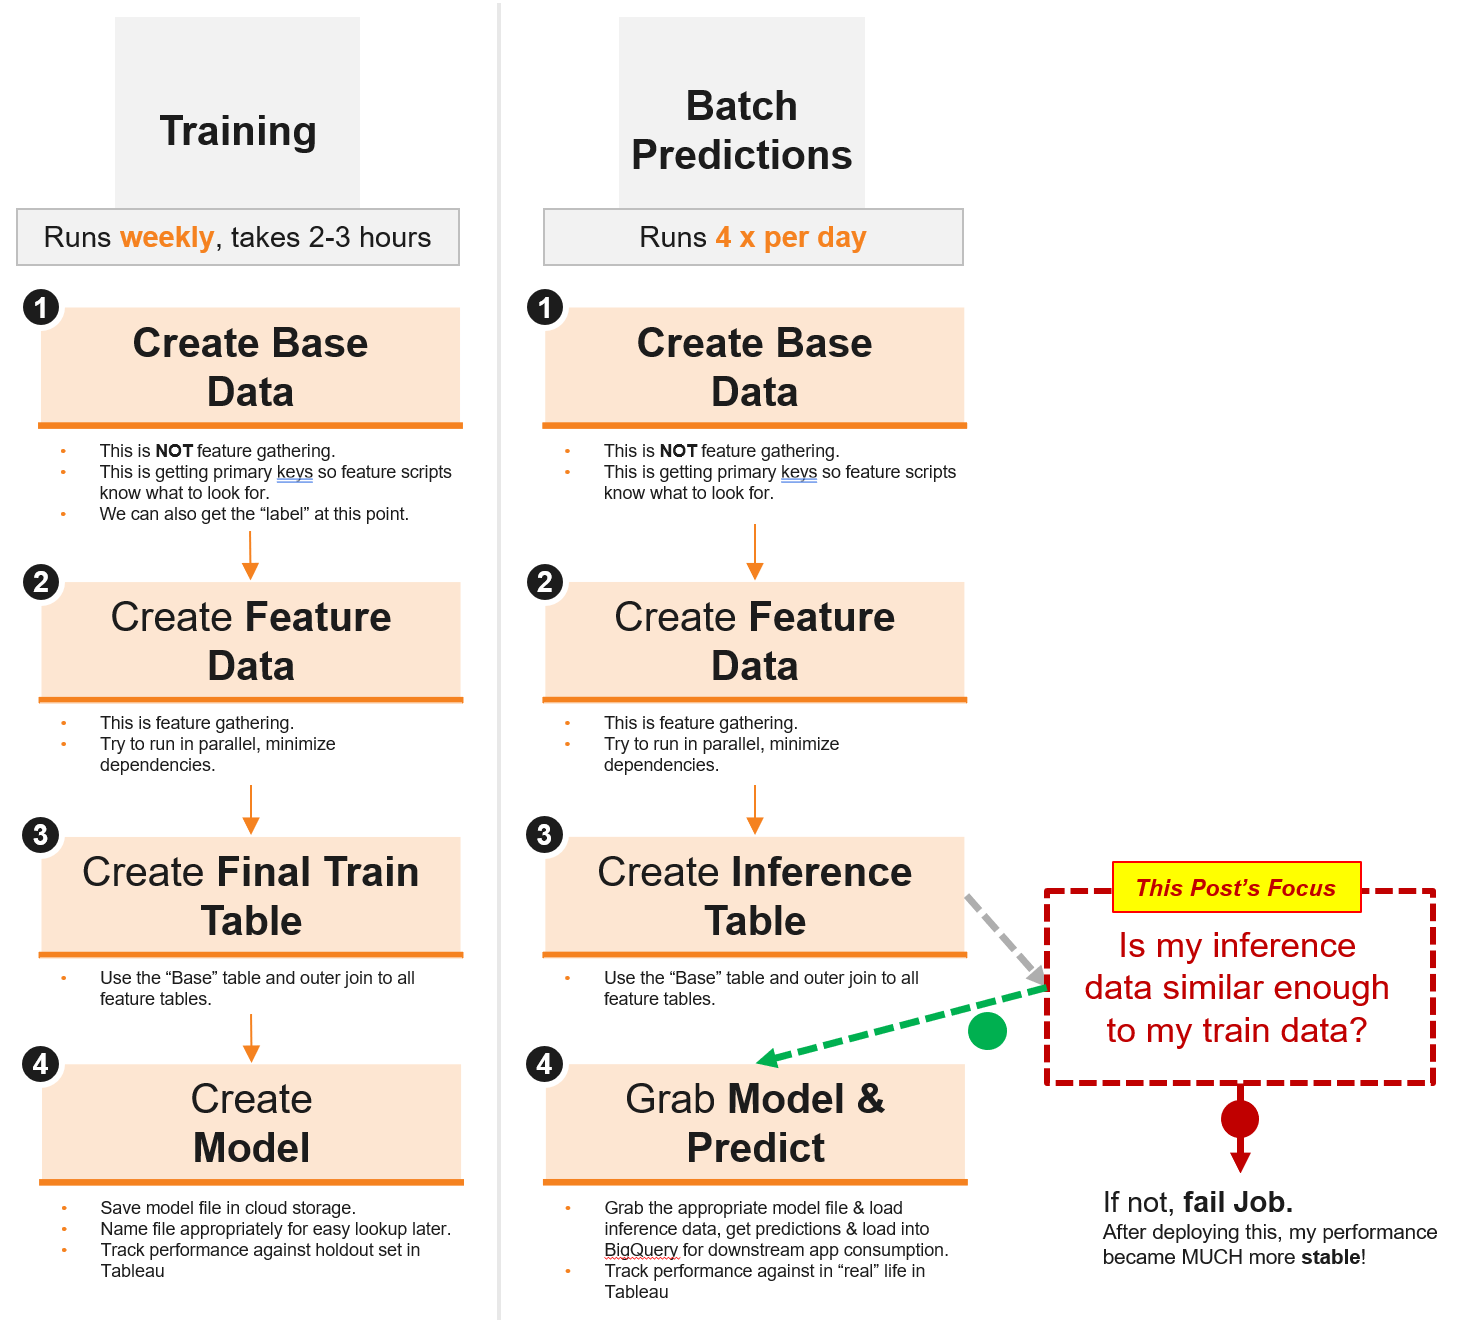 Training
Runs weekly, takes 2-3 hours
1
Create Base
Data
• This is NOT feature gathering.
• This is getting primary keys so feature scripts
know what to look for.
• We can also get the “label” at this point.
2
Create Feature
Data
• This is feature gathering.
• Try to run in parallel, minimize
dependencies.
3
Create Final Train
Table
• Use the “Base” table and outer join to all
feature tables.
4
Create
Model
• Save model file in cloud storage.
• Name file appropriately for easy lookup later.
• Track performance against holdout set in
Tableau
Batch
Predictions
Runs 4 x per day
1
Create Base
Data
• This is NOT feature gathering.
• This is getting primary keys so feature scripts
know what to look for.
2
Create Feature
Data
• This is feature gathering.
• Try to run in parallel, minimize
dependencies.
3
Create Inference
Table
• Use the “Base” table and outer join to all
feature tables.
4
Grab Model &
Predict
• Grab the appropriate model file & load
inference data, get predictions & load into
BigQuery for downstream app consumption.
• Track performance against in “real” life in
Tableau
This Post’s Focus
Is my inference
data similar enough
to my train data?
If not, fail Job.
After deploying this, my performance
became MUCH more stable!